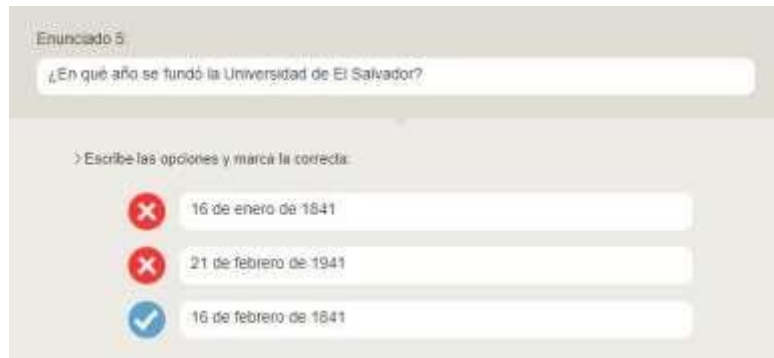 Enunciado 5:
¿En qué año se fundó la Universidad de El Salvador?
> Escribe las opciones y marca la correcta:
16 de enero de 1841
21 de febrero de 1941
16 de febrero de 1841